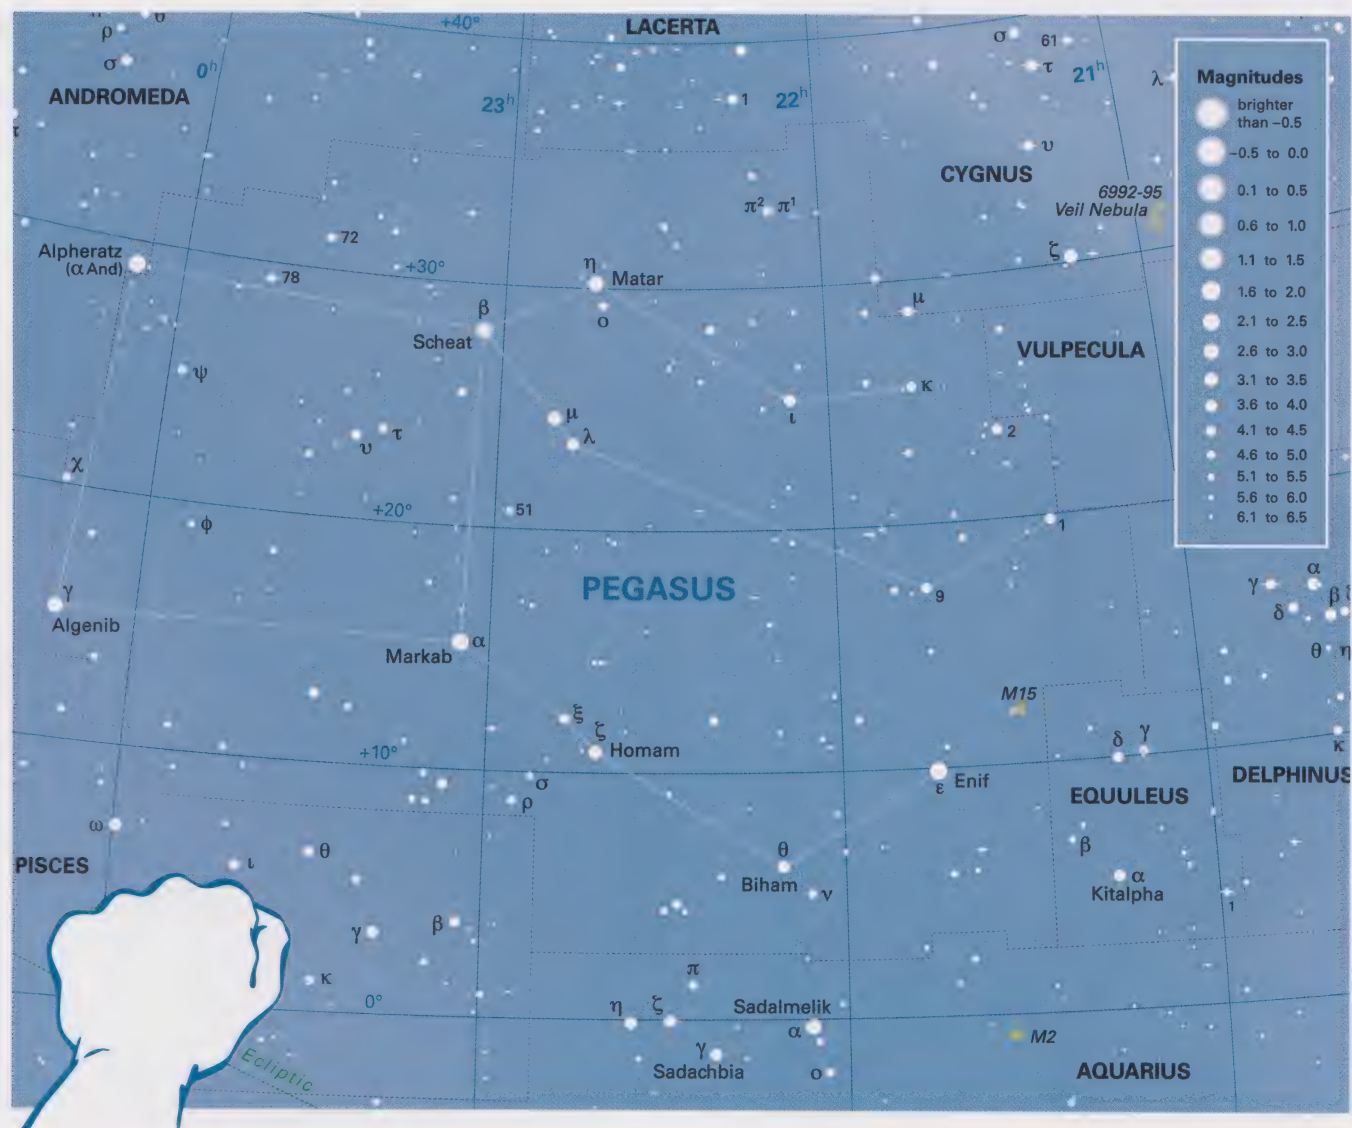 η
θ
+40°
LACERTA
ρ
σ
61
σ
τ
0ʰ
21ʰ
λ
Magnitudes
ANDROMEDA
23ʰ
1
22ʰ
brighter
than –0.5
τ
υ
–0.5 to 0.0
CYGNUS
6992-95
Veil Nebula
0.1 to 0.5
π² π¹
0.6 to 1.0
72
Alpheratz
(α And)
ζ
1.1 to 1.5
+30°
78
η
Matar
1.6 to 2.0
β
ο
μ
2.1 to 2.5
Scheat
VULPECULA
2.6 to 3.0
ψ
3.1 to 3.5
κ
ι
3.6 to 4.0
μ
λ
τ
υ
2
4.1 to 4.5
4.6 to 5.0
χ
5.1 to 5.5
5.6 to 6.0
6.1 to 6.5
+20°
51
φ
1
γ
Algenib
PEGASUS
9
γ
α
β
δ
δ
Markab
α
θ
η
M15
ξ
ζ
Homam
δ
γ
κ
+10°
Enif
ε
DELPHINUS
σ
ρ
EQUULEUS
ω
PISCES
ι
θ
θ
Biham
ν
β
α
Kitalpha
1
γ
β
κ
π
0°
η
ζ
Sadalmelik
α
M2
γ
Sadachbia
ο
AQUARIUS
Ecliptic